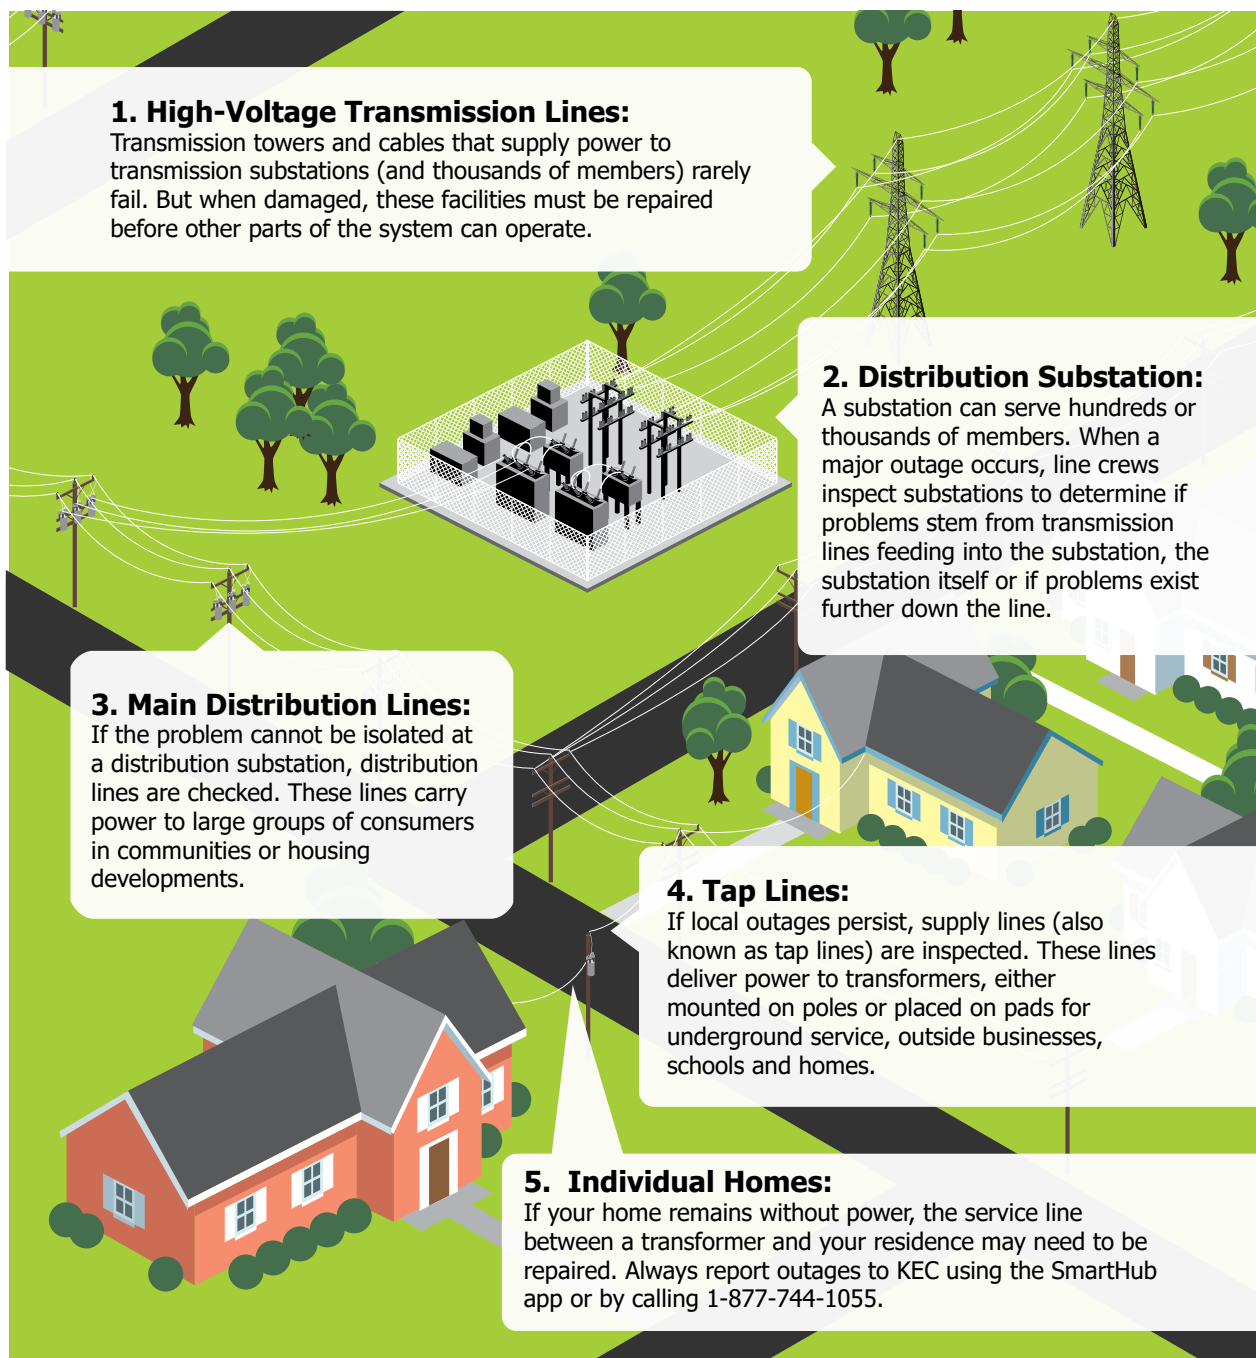 1. High-Voltage Transmission Lines:
Transmission towers and cables that supply power to
transmission substations (and thousands of members) rarely
fail. But when damaged, these facilities must be repaired
before other parts of the system can operate.
2. Distribution Substation:
A substation can serve hundreds or
thousands of members. When a
major outage occurs, line crews
inspect substations to determine if
problems stem from transmission
lines feeding into the substation, the
substation itself or if problems exist
further down the line.
3. Main Distribution Lines:
If the problem cannot be isolated at
a distribution substation, distribution
lines are checked. These lines carry
power to large groups of consumers
in communities or housing
developments.
4. Tap Lines:
If local outages persist, supply lines (also
known as tap lines) are inspected. These lines
deliver power to transformers, either
mounted on poles or placed on pads for
underground service, outside businesses,
schools and homes.
5. Individual Homes:
If your home remains without power, the service line
between a transformer and your residence may need to be
repaired. Always report outages to KEC using the SmartHub
app or by calling 1-877-744-1055.